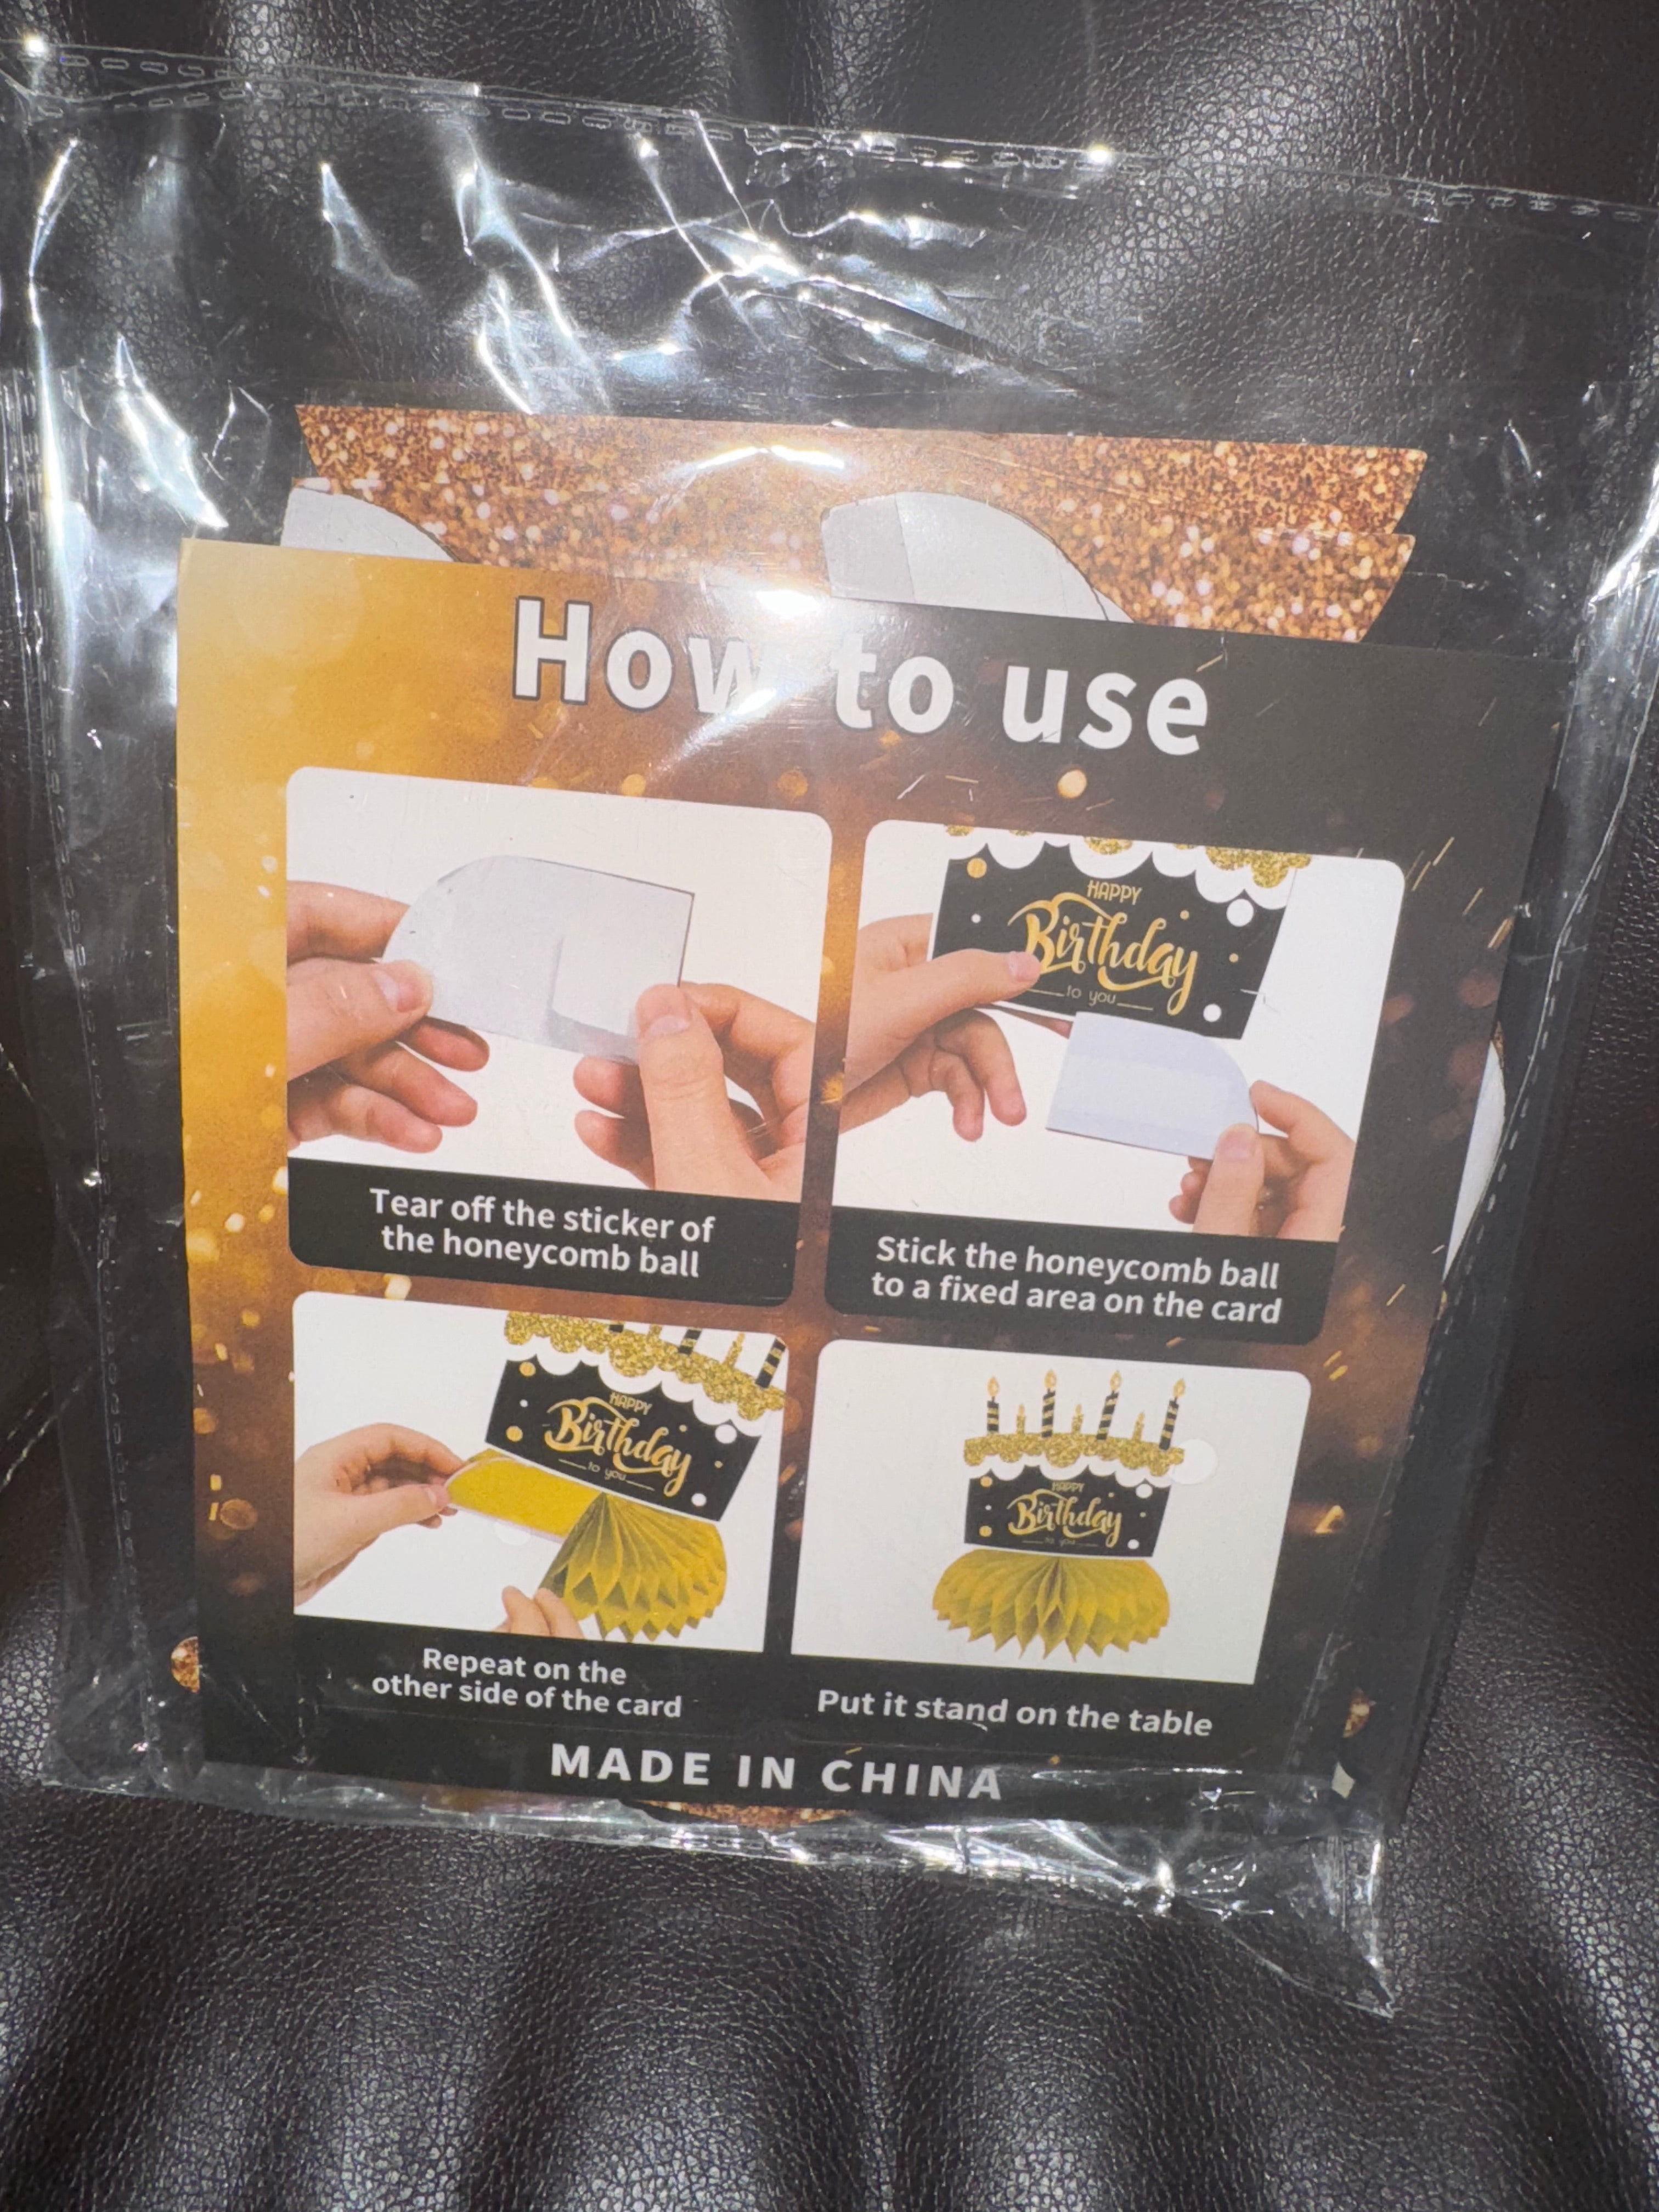 How to use
HAPPY
Birthday
to you
Tear off the sticker of
the honeycomb ball
Stick the honeycomb ball
to a fixed area on the card
HAPPY
Birthday
to you
HAPPY
Birthday
to you
Repeat on the
other side of the card
Put it stand on the table
MADE IN CHINA